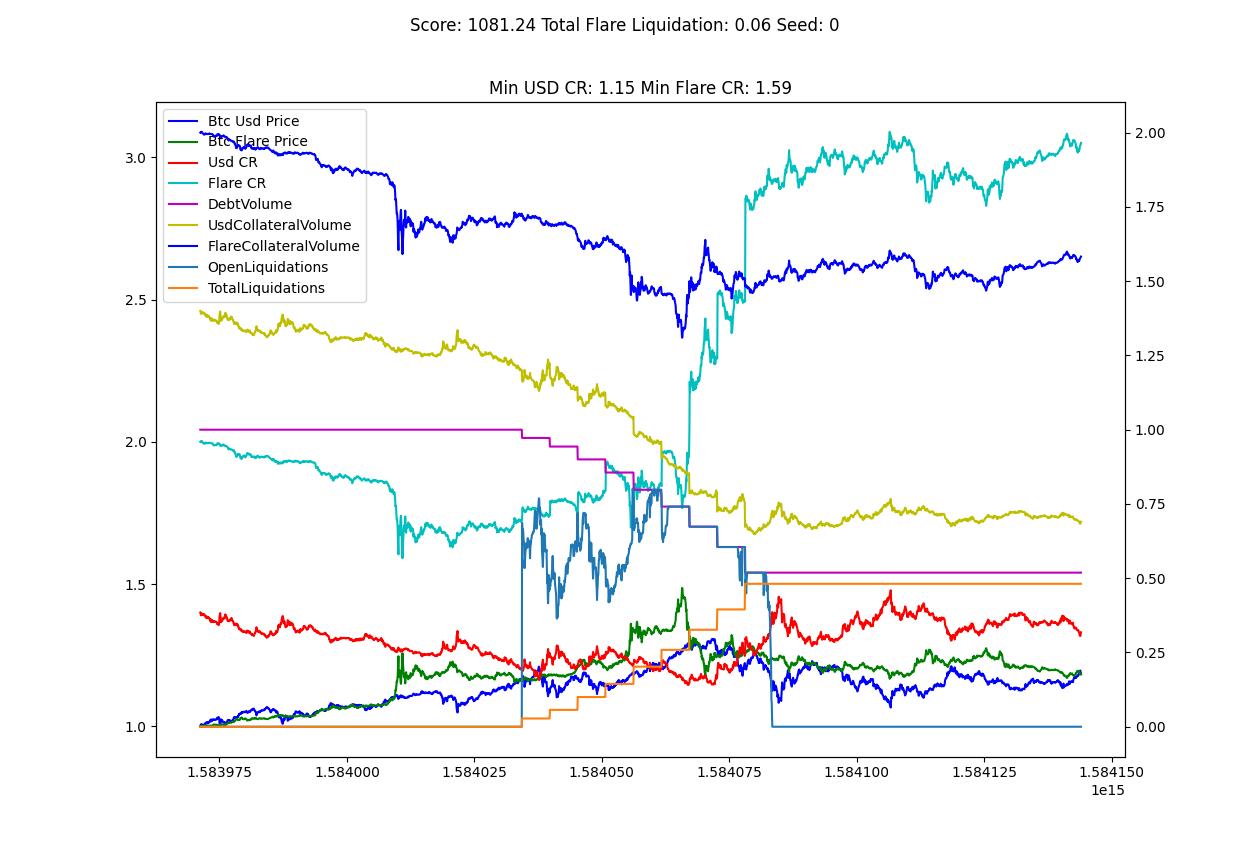 Score: 1081.24 Total Flare Liquidation: 0.06 Seed: 0
Min USD CR: 1.15 Min Flare CR: 1.59
Btc Usd Price
Btc Flare Price
Usd CR
Flare CR
DebtVolume
UsdCollateralVolume
FlareCollateralVolume
OpenLiquidations
TotalLiquidations
3.0
2.5
2.0
1.5
1.0
2.00
1.75
1.50
1.25
1.00
0.75
0.50
0.25
0.00
1.583975 1.584000 1.584025 1.584050 1.584075 1.584100 1.584125 1.584150
1e15